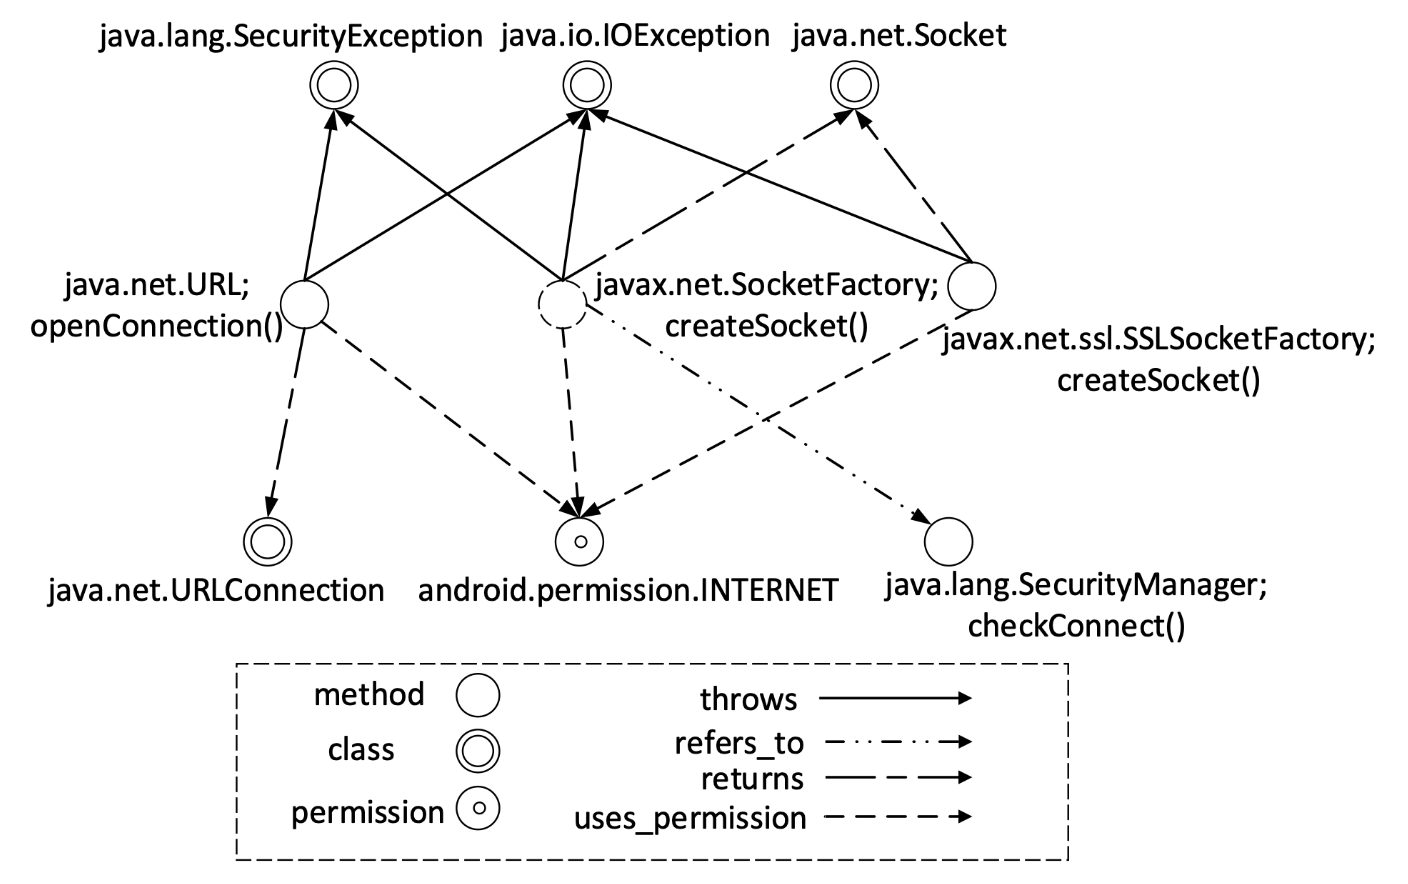 java.lang.SecurityException java.io.IOException java.net.Socket
java.net.URL;
openConnection()
javax.net.SocketFactory;
createSocket()
javax.net.ssl.SSLSocketFactory;
createSocket()
java.net.URLConnection
android.permission.INTERNET
java.lang.SecurityManager;
checkConnect()
method
class
permission
throws
refers_to
returns
uses_permission